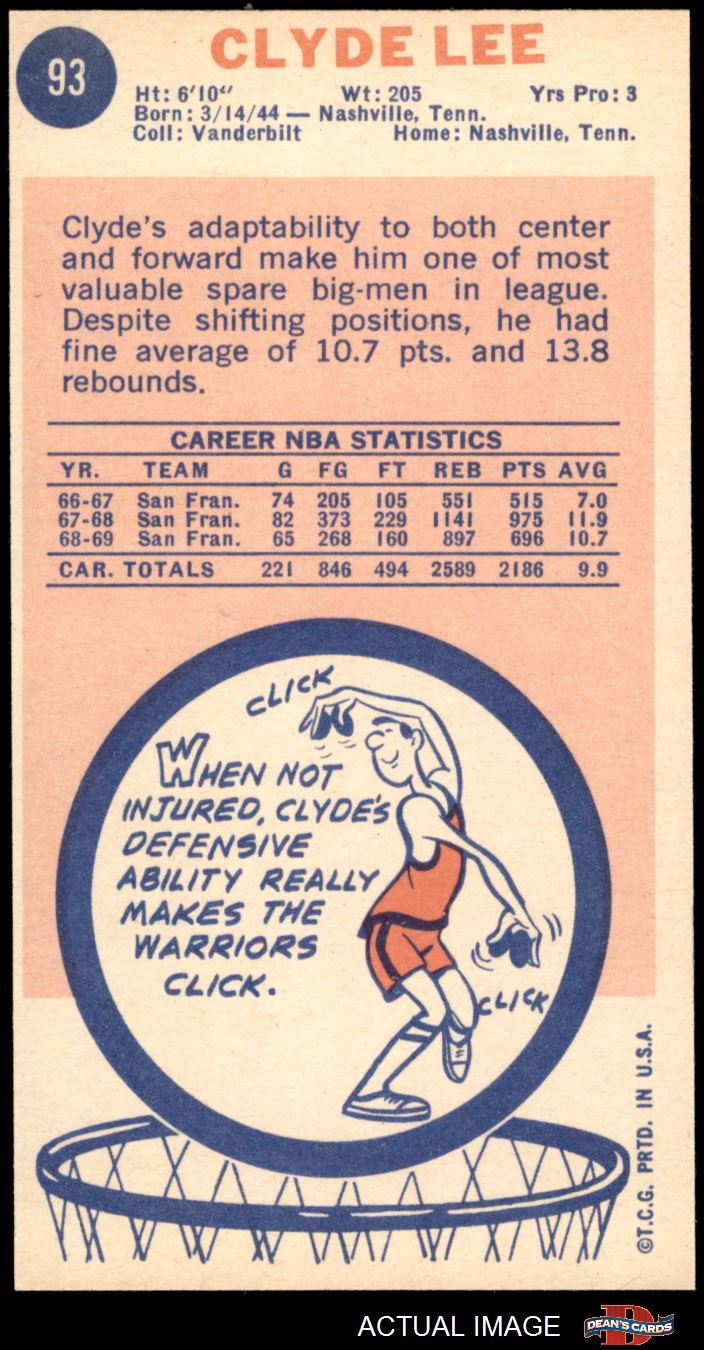 93
CLYDE LEE
Ht: 6'10" Wt: 205 Yrs Pro: 3
Born: 3/14/44 — Nashville, Tenn.
Coll: Vanderbilt Home: Nashville, Tenn.
Clyde's adaptability to both center
and forward make him one of most
valuable spare big-men in league.
Despite shifting positions, he had
fine average of 10.7 pts. and 13.8
rebounds.
CAREER NBA STATISTICS
YR. TEAM G FG FT REB PTS AVG
66-67 San Fran. 74 205 105 551 515 7.0
67-68 San Fran. 82 373 229 1141 975 11.9
68-69 San Fran. 65 268 160 897 696 10.7
CAR. TOTALS 221 846 494 2589 2186 9.9
CLICK
WHEN NOT
INJURED, CLYDE'S
DEFENSIVE
ABILITY REALLY
MAKES THE
WARRIORS
CLICK.
CLICK
©T.C.G. PRTD. IN U.S.A.
ACTUAL IMAGE
D
DEAN'S CARDS